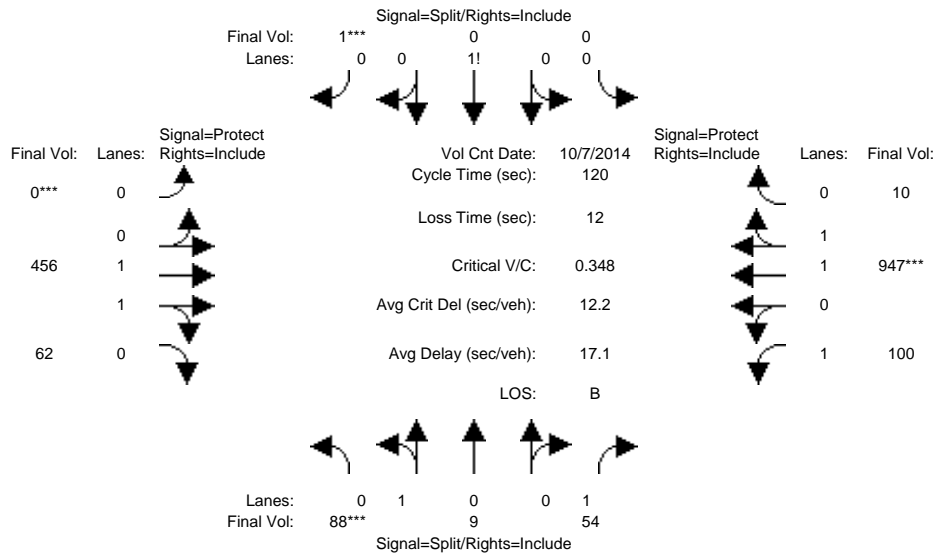 Signal=Split/Rights=Include
Final Vol: 1*** 0 0
Lanes: 0 0 1! 0 0
Signal=Protect Signal=Protect
Final Vol: Lanes: Rights=Include Vol Cnt Date: 10/7/2014 Rights=Include Lanes: Final Vol:
Cycle Time (sec): 120
0*** 0 0 10
Loss Time (sec): 12
0 1
456 1 Critical V/C: 0.348 1 947***
1 Avg Crit Del (sec/veh): 12.2 0
62 0 Avg Delay (sec/veh): 17.1 1 100
LOS: B
Lanes: 0 1 0 0 1
Final Vol: 88*** 9 54
Signal=Split/Rights=Include